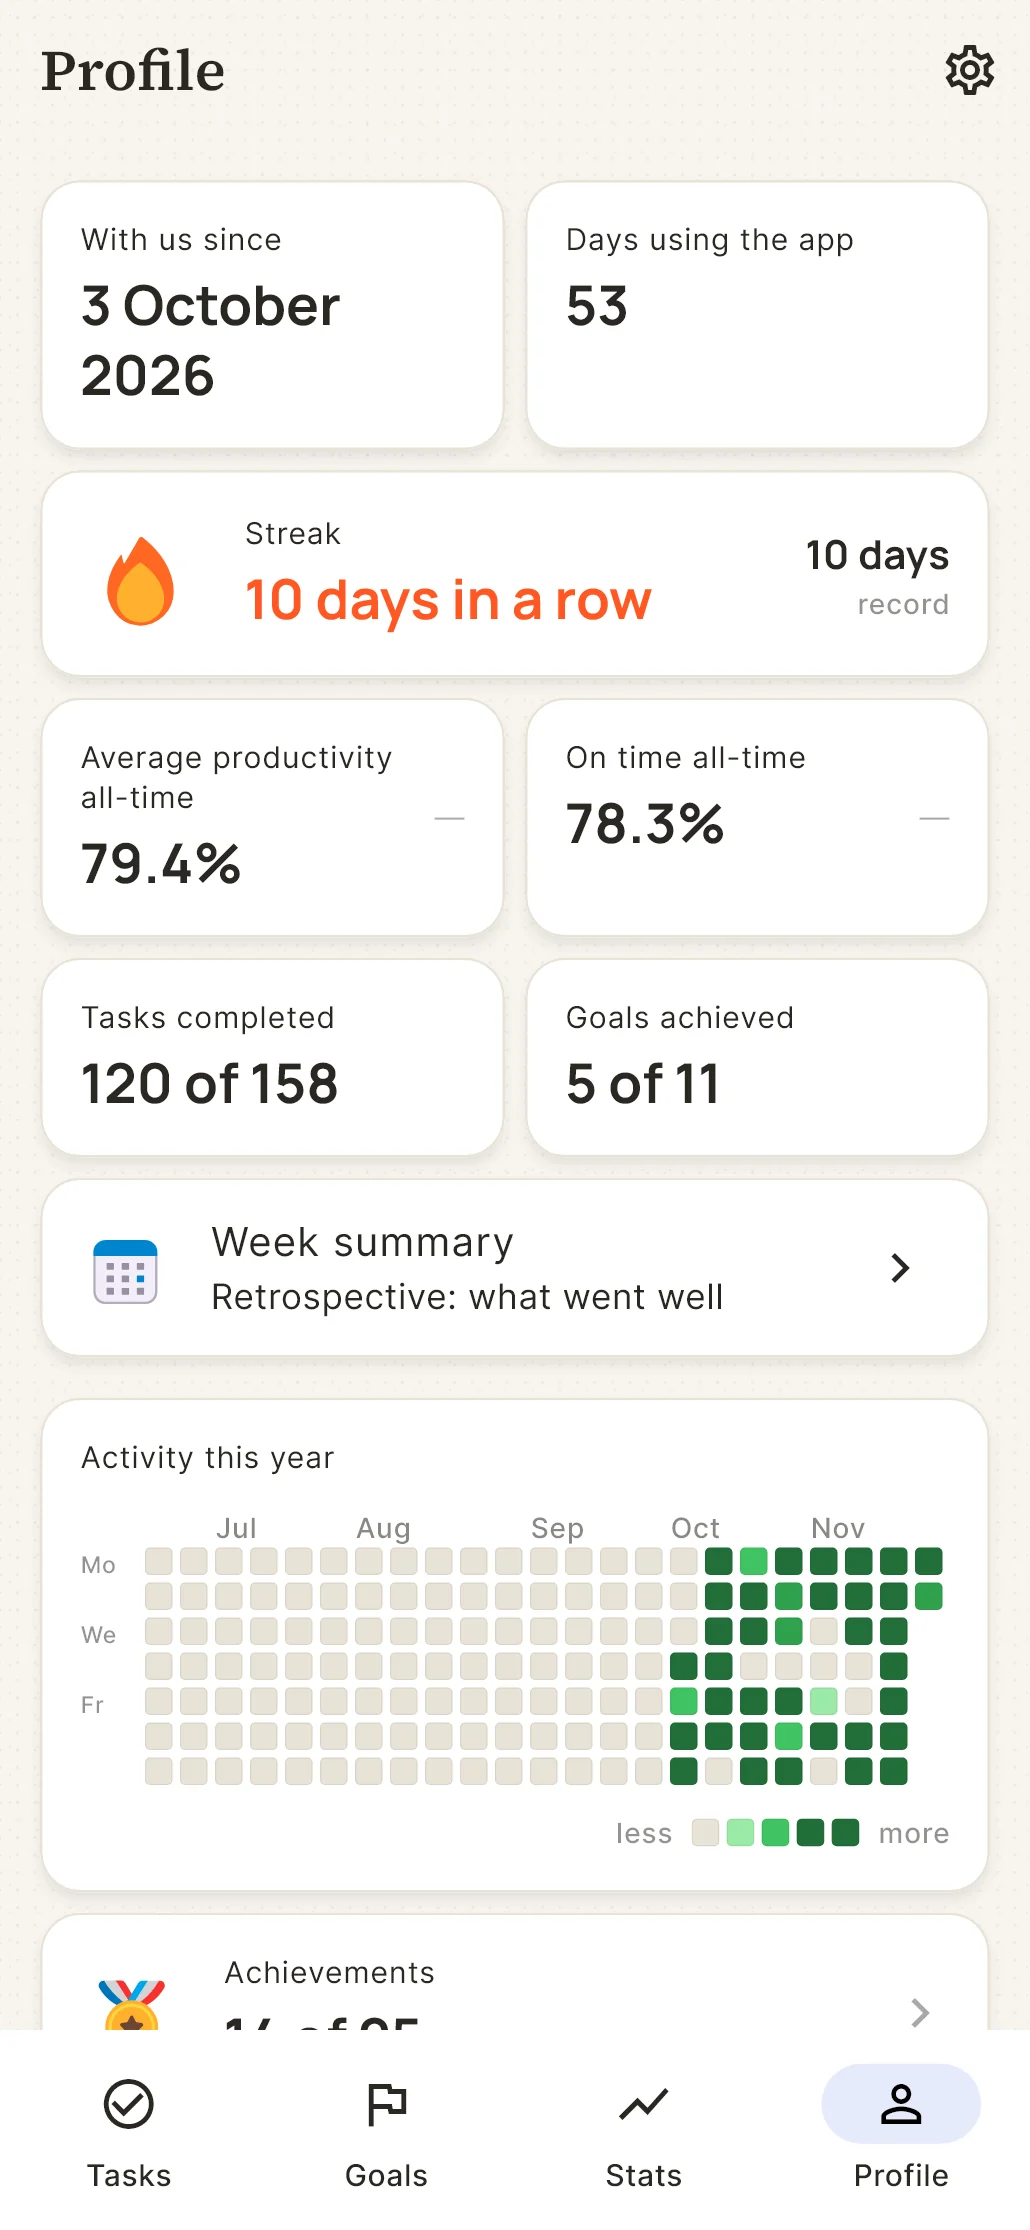 Profile
With us since
3 October
2026
Days using the app
53
Streak
10 days in a row
10 days
record
Average productivity
all-time
79.4%
On time all-time
78.3%
Tasks completed
120 of 158
Goals achieved
5 of 11
Week summary
Retrospective: what went well
Activity this year
Jul Aug Sep Oct Nov
Mo
We
Fr
less more
Achievements
Tasks Goals Stats Profile